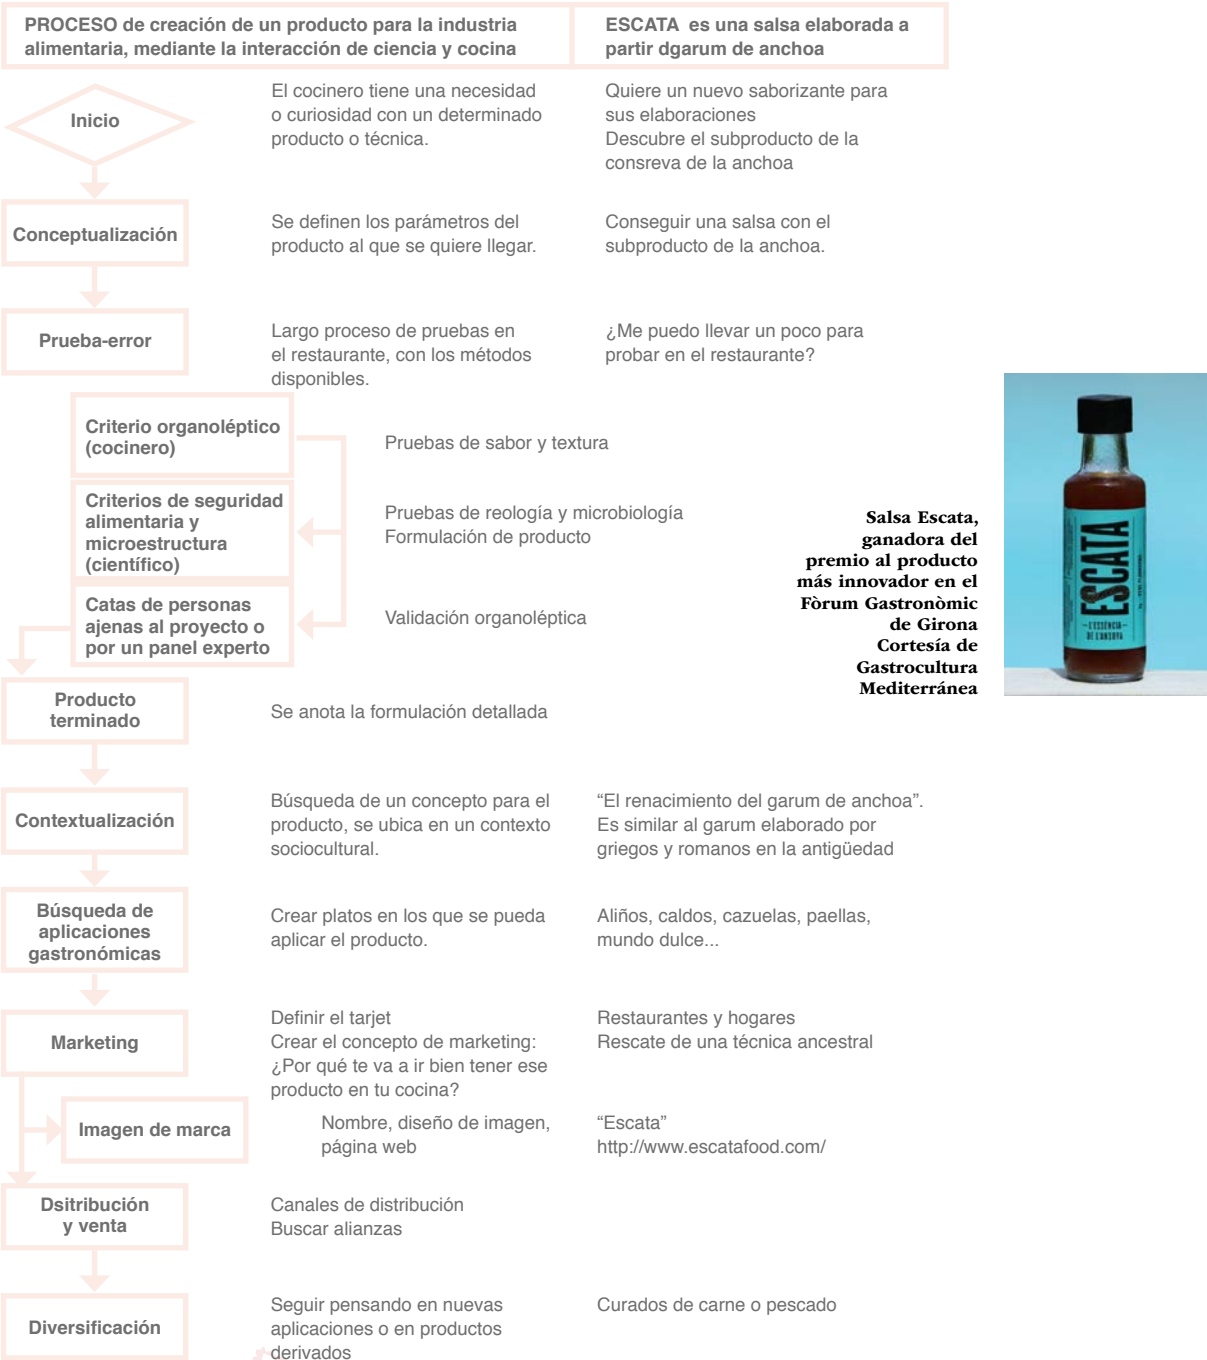 PROCESO de creación de un producto para la industria
alimentaria, mediante la interacción de ciencia y cocina
ESCATA es una salsa elaborada a
partir dgarum de anchoa
Inicio
El cocinero tiene una necesidad
o curiosidad con un determinado
producto o técnica.
Quiere un nuevo saborizante para
sus elaboraciones
Descubre el subproducto de la
consreva de la anchoa
Conceptualización
Se definen los parámetros del
producto al que se quiere llegar.
Conseguir una salsa con el
subproducto de la anchoa.
Prueba-error
Largo proceso de pruebas en
el restaurante, con los métodos
disponibles.
¿Me puedo llevar un poco para
probar en el restaurante?
Criterio organoléptico
(cocinero)
Pruebas de sabor y textura
Criterios de seguridad
alimentaria y
microestructura
(científico)
Pruebas de reología y microbiología
Formulación de producto
Catas de personas
ajenas al proyecto o
por un panel experto
Validación organoléptica
Salsa Escata,
ganadora del
premio al producto
más innovador en el
Fòrum Gastronòmic
de Girona
Cortesía de
Gastrocultura
Mediterránea
ESCATA
L'ESSÈNCIA
DE L'ANXOVA
Producto
terminado
Se anota la formulación detallada
Contextualización
Búsqueda de un concepto para el
producto, se ubica en un contexto
sociocultural.
“El renacimiento del garum de anchoa”.
Es similar al garum elaborado por
griegos y romanos en la antigüedad
Búsqueda de
aplicaciones
gastronómicas
Crear platos en los que se pueda
aplicar el producto.
Aliños, caldos, cazuelas, paellas,
mundo dulce...
Marketing
Definir el tarjet
Crear el concepto de marketing:
¿Por qué te va a ir bien tener ese
producto en tu cocina?
Restaurantes y hogares
Rescate de una técnica ancestral
Imagen de marca
Nombre, diseño de imagen,
página web
“Escata”
http://www.escatafood.com/
Dsitribución
y venta
Canales de distribución
Buscar alianzas
Diversificación
Seguir pensando en nuevas
aplicaciones o en productos
derivados
Curados de carne o pescado